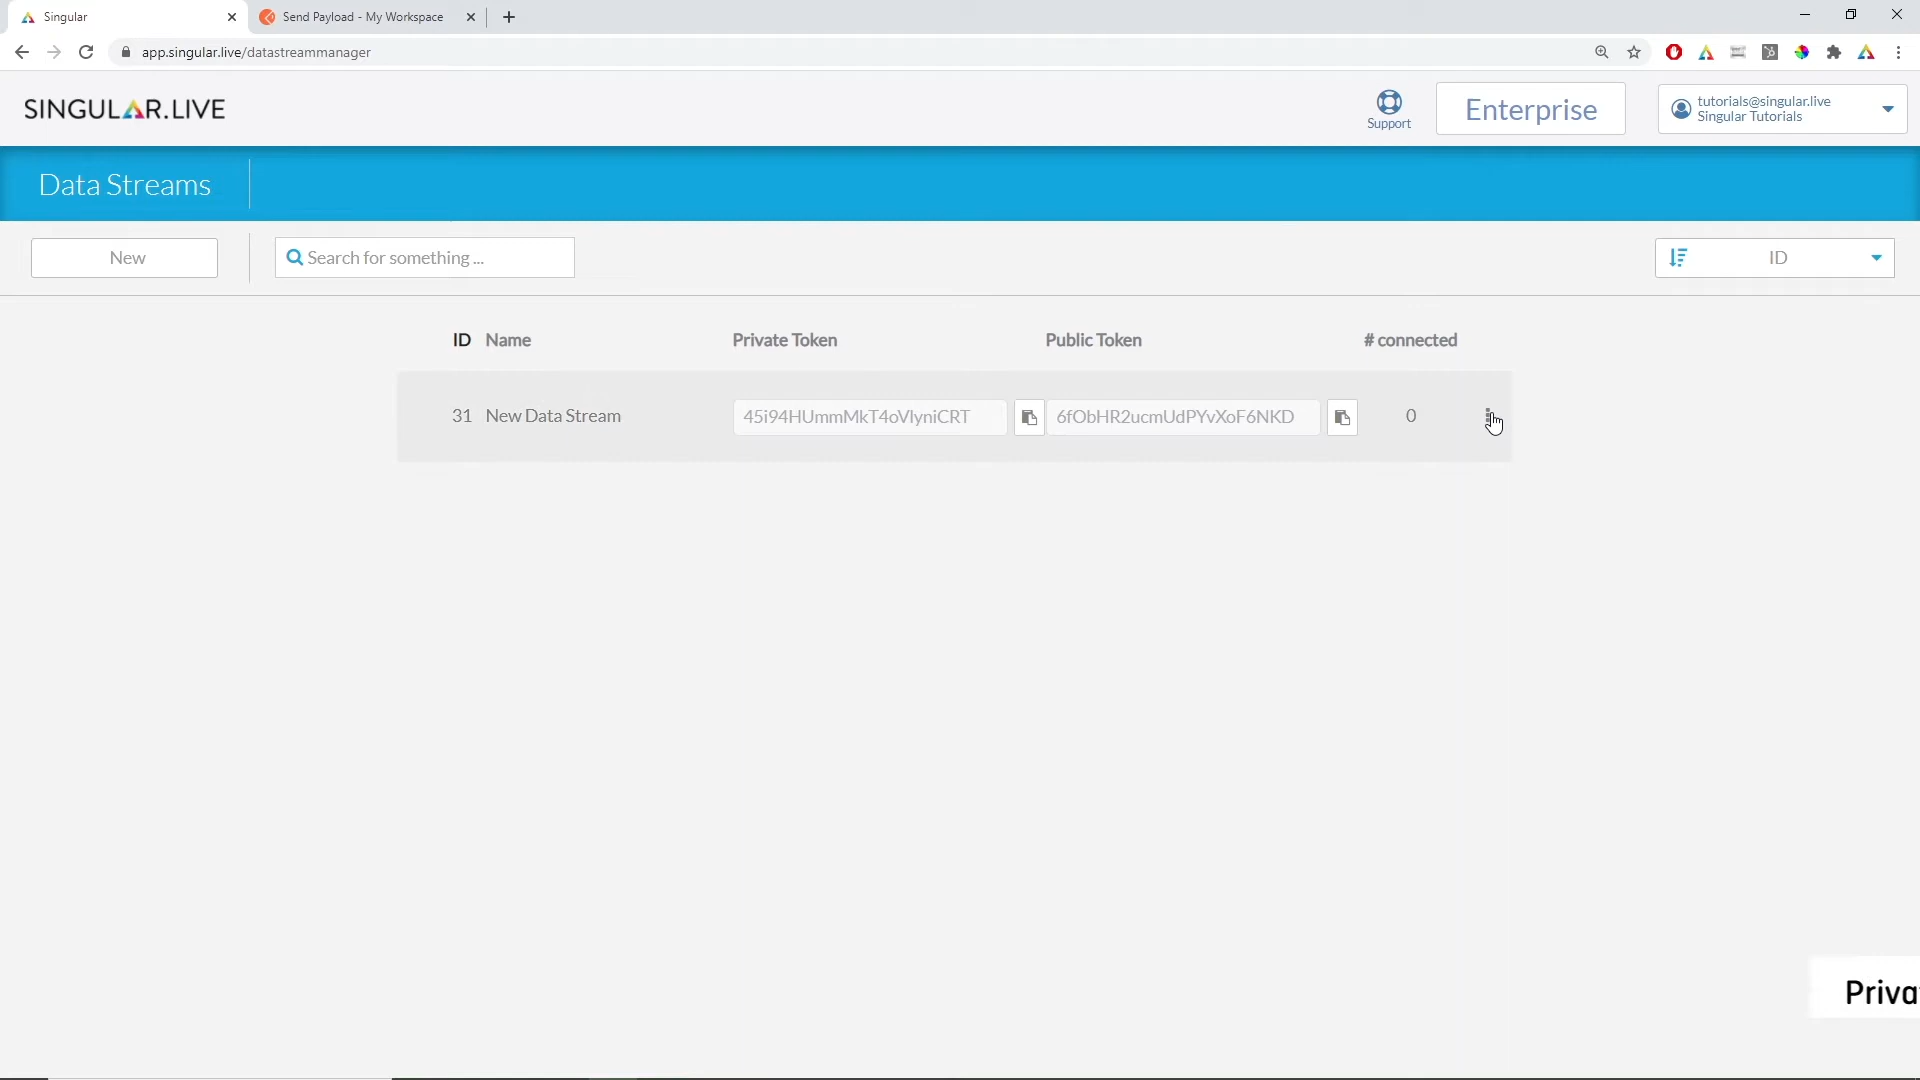 Singular
Send Payload - My Workspace
app.singular.live/datastreammanager
SINGULAR.LIVE
Support
Enterprise
tutorials@singular.live
Singular Tutorials
Data Streams
New
Search for something ...
ID
ID Name Private Token Public Token # connected
31 New Data Stream 45i94HUmmMkT4oVlyniCRT 6fObHR2ucmUdPYvXoF6NKD 0
Priva